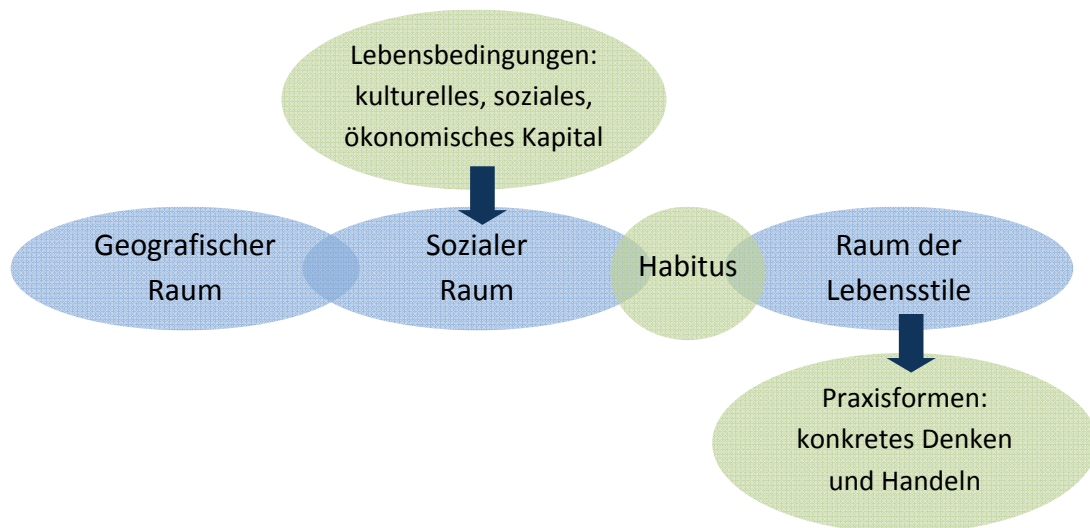 Lebensbedingungen:
kulturelles, soziales,
ökonomisches Kapital
Geografischer
Raum
Sozialer
Raum
Habitus
Raum der
Lebensstile
Praxisformen:
konkretes Denken
und Handeln